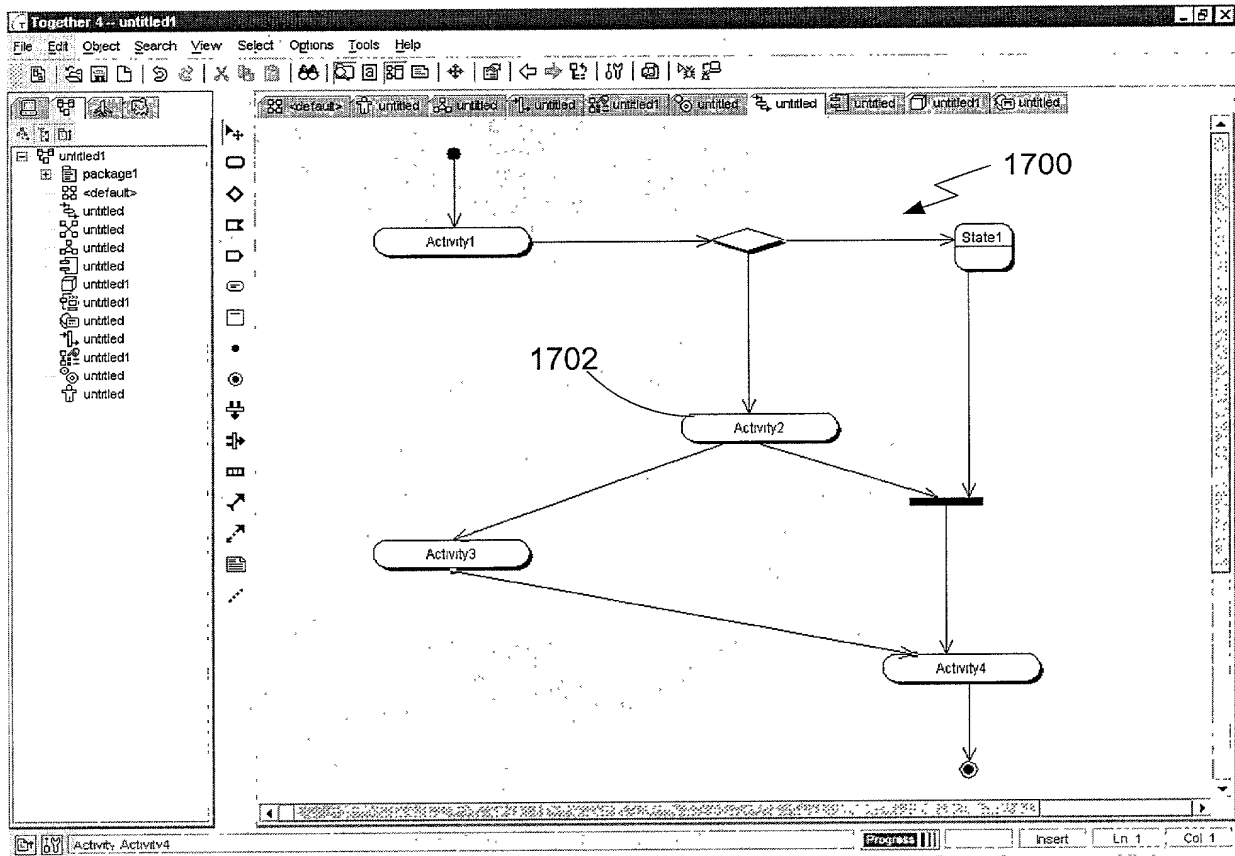 Together 4 -- untitled1
File Edit Object Search View Select Options Tools Help
<default> untitled untitled untitled untitled1 untitled untitled untitled untitled1 untitled
untitled1
package1
<default>
untitled
untitled
untitled
untitled
untitled1
untitled1
untitled
untitled
untitled1
untitled
untitled
1700
Activity1
State1
1702
Activity2
Activity3
Activity4
Activity Activity4
Progress
Insert
Ln 1
Col 1